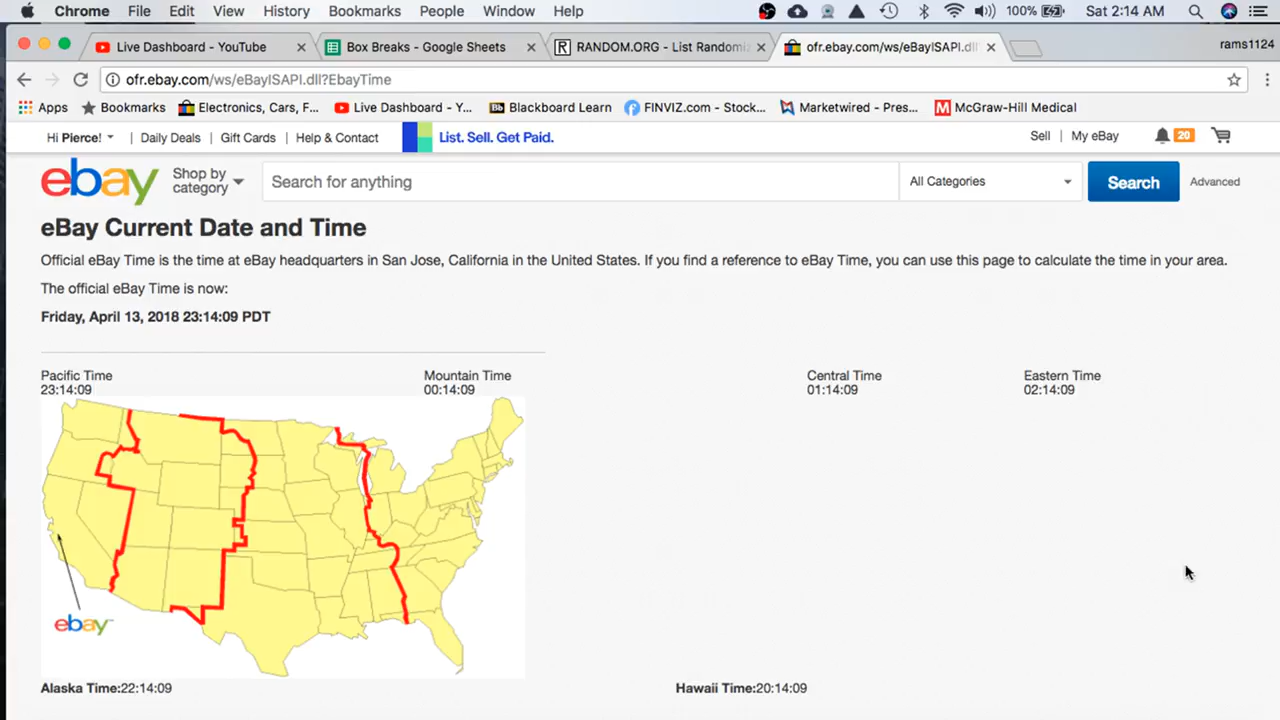 Chrome File Edit View History Bookmarks People Window Help 100% Sat 2:14 AM
Live Dashboard - YouTube Box Breaks - Google Sheets RANDOM.ORG - List Randomiz ofr.ebay.com/ws/eBayISAPI.dll rams1124
ofr.ebay.com/ws/eBayISAPI.dll?EbayTime
Apps Bookmarks Electronics, Cars, F... Live Dashboard - Y... Bb Blackboard Learn FINVIZ.com - Stock... Marketwired - Pres... M McGraw-Hill Medical
Hi Pierce! Daily Deals Gift Cards Help & Contact List. Sell. Get Paid. Sell My eBay 20
ebay Shop by category Search for anything All Categories Search Advanced
eBay Current Date and Time
Official eBay Time is the time at eBay headquarters in San Jose, California in the United States. If you find a reference to eBay Time, you can use this page to calculate the time in your area.
The official eBay Time is now:
Friday, April 13, 2018 23:14:09 PDT
Pacific Time Mountain Time Central Time Eastern Time
23:14:09 00:14:09 01:14:09 02:14:09
ebay™
Alaska Time:22:14:09 Hawaii Time:20:14:09